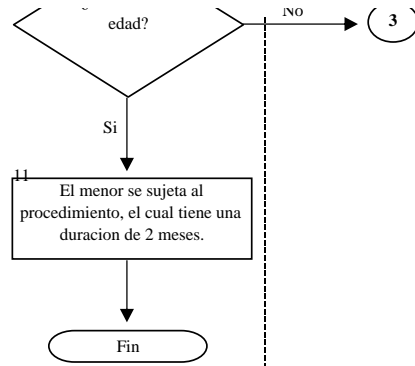 edad?
No
3
Si
11
El menor se sujeta al
procedimiento, el cual tiene una
duracion de 2 meses.
Fin